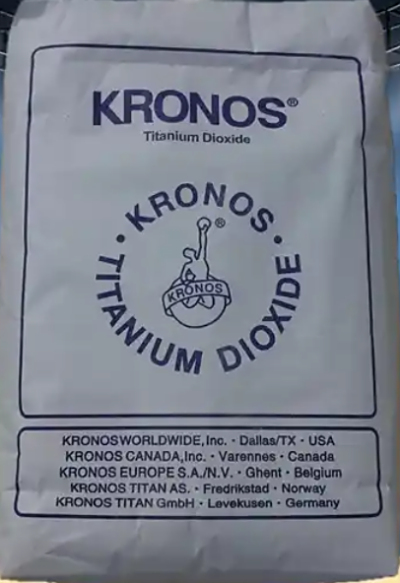 KRONOS®
Titanium Dioxide
• KRONOS •
®
KRONOS
TITANIUM DIOXIDE
KRONOSWORLDWIDE, Inc. · Dallas/TX · USA
KRONOS CANADA, Inc. · Varennes · Canada
KRONOS EUROPE S.A./N.V. · Ghent · Belgium
KRONOS TITAN AS. · Fredrikstad · Norway
KRONOS TITAN GmbH · Levekusen · Germany